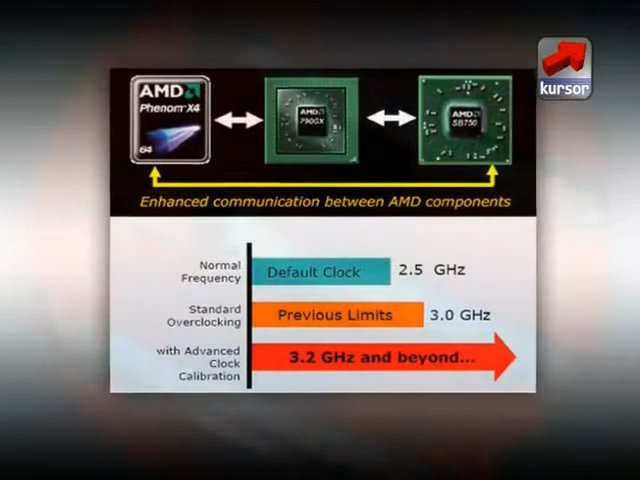 kursor
AMD
Phenom X4
64
AMD
790GX
AMD
SB750
Enhanced communication between AMD components
Normal
Frequency
Default Clock
2.5 GHz
Standard
Overclocking
Previous Limits
3.0 GHz
with Advanced
Clock
Calibration
3.2 GHz and beyond...